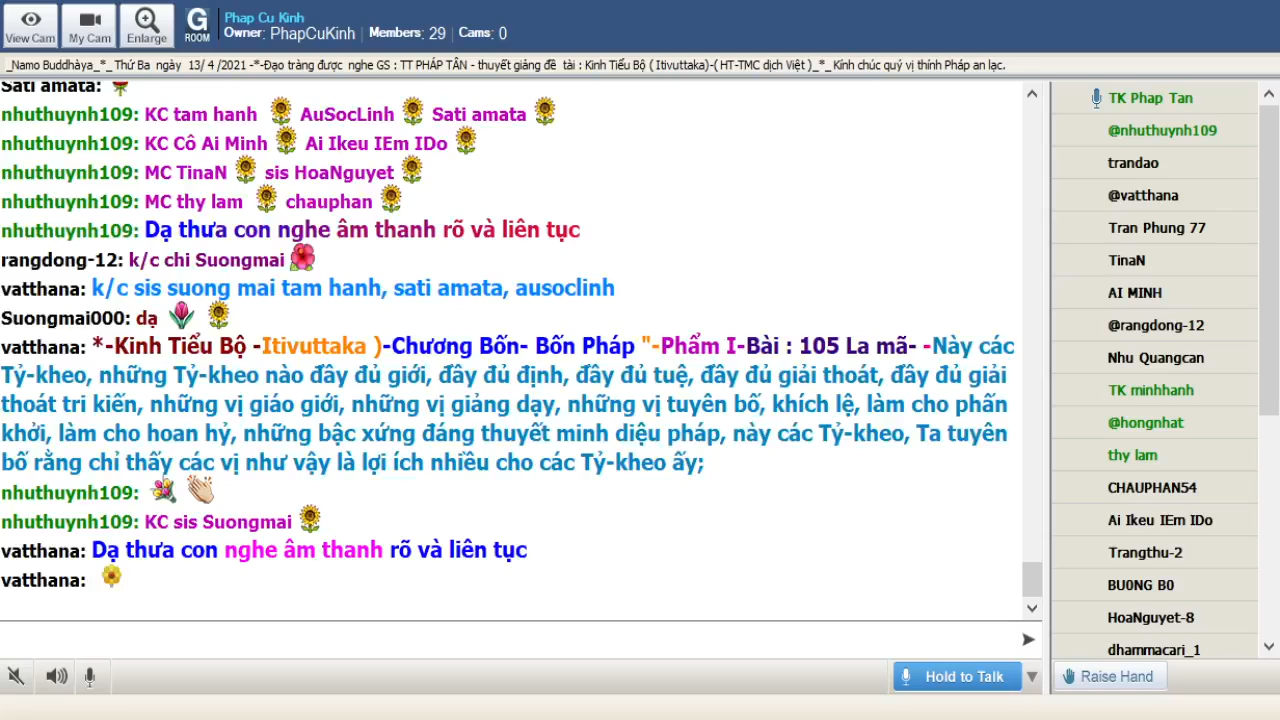 View Cam
My Cam
Enlarge
G
ROOM
Phap Cu Kinh
Owner: PhapCuKinh | Members: 29 | Cams: 0
_Namo Buddhàya_*_ Thứ Ba ngày 13/ 4 /2021 -*-Đạo tràng được nghe GS : TT PHÁP TÂN - thuyết giảng đề tài : Kinh Tiểu Bộ ( Itivuttaka)-( HT-TMC dịch Việt )_*_ Kính chúc quý vị thính Pháp an lạc.
Sati amata:
nhuthuynh109: KC tam hanh AuSocLinh Sati amata
nhuthuynh109: KC Cô Ai Minh Ai Ikeu IEm IDo
nhuthuynh109: MC TinaN sis HoaNguyet
nhuthuynh109: MC thy lam chauphan
nhuthuynh109: Dạ thưa con nghe âm thanh rõ và liên tục
rangdong-12: k/c chi Suongmai
vatthana: k/c sis suong mai tam hanh, sati amata, ausoclinh
Suongmai000: dạ
vatthana: *-Kinh Tiểu Bộ -Itivuttaka )-Chương Bốn- Bốn Pháp "-Phẩm I-Bài : 105 La mã- -Này các
Tỷ-kheo, những Tỷ-kheo nào đầy đủ giới, đầy đủ định, đầy đủ tuệ, đầy đủ giải thoát, đầy đủ giải
thoát tri kiến, những vị giáo giới, những vị giảng dạy, những vị tuyên bố, khích lệ, làm cho phấn
khởi, làm cho hoan hỷ, những bậc xứng đáng thuyết minh diệu pháp, này các Tỷ-kheo, Ta tuyên
bố rằng chỉ thấy các vị như vậy là lợi ích nhiều cho các Tỷ-kheo ấy;
nhuthuynh109:
nhuthuynh109: KC sis Suongmai
vatthana: Dạ thưa con nghe âm thanh rõ và liên tục
vatthana:
TK Phap Tan
@nhuthuynh109
trandao
@vatthana
Tran Phung 77
TinaN
AI MINH
@rangdong-12
Nhu Quangcan
TK minhhanh
@hongnhat
thy lam
CHAUPHAN54
Ai Ikeu IEm IDo
Trangthu-2
BU0NG B0
HoaNguyet-8
dhammacari_1
Hold to Talk
Raise Hand